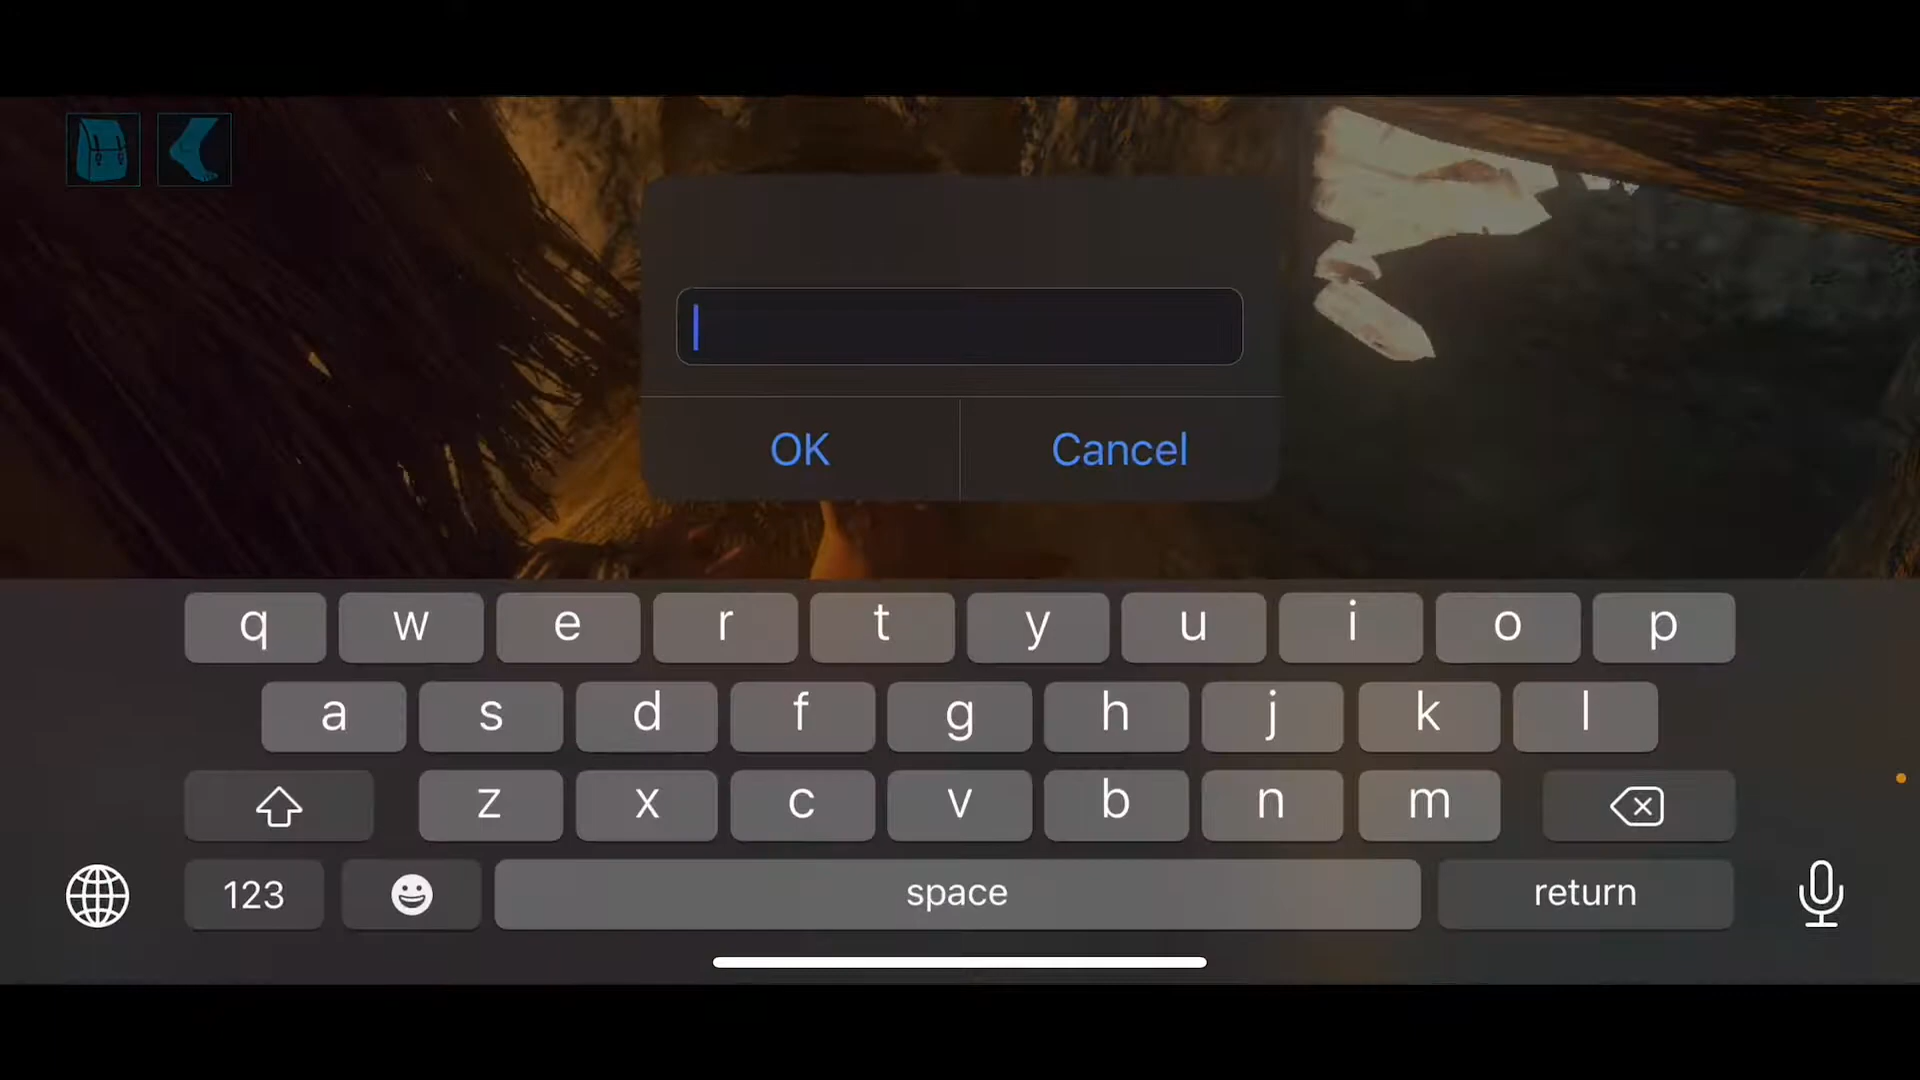 OK Cancel
q w e r t y u i o p
a s d f g h j k l
z x c v b n m
123 space return